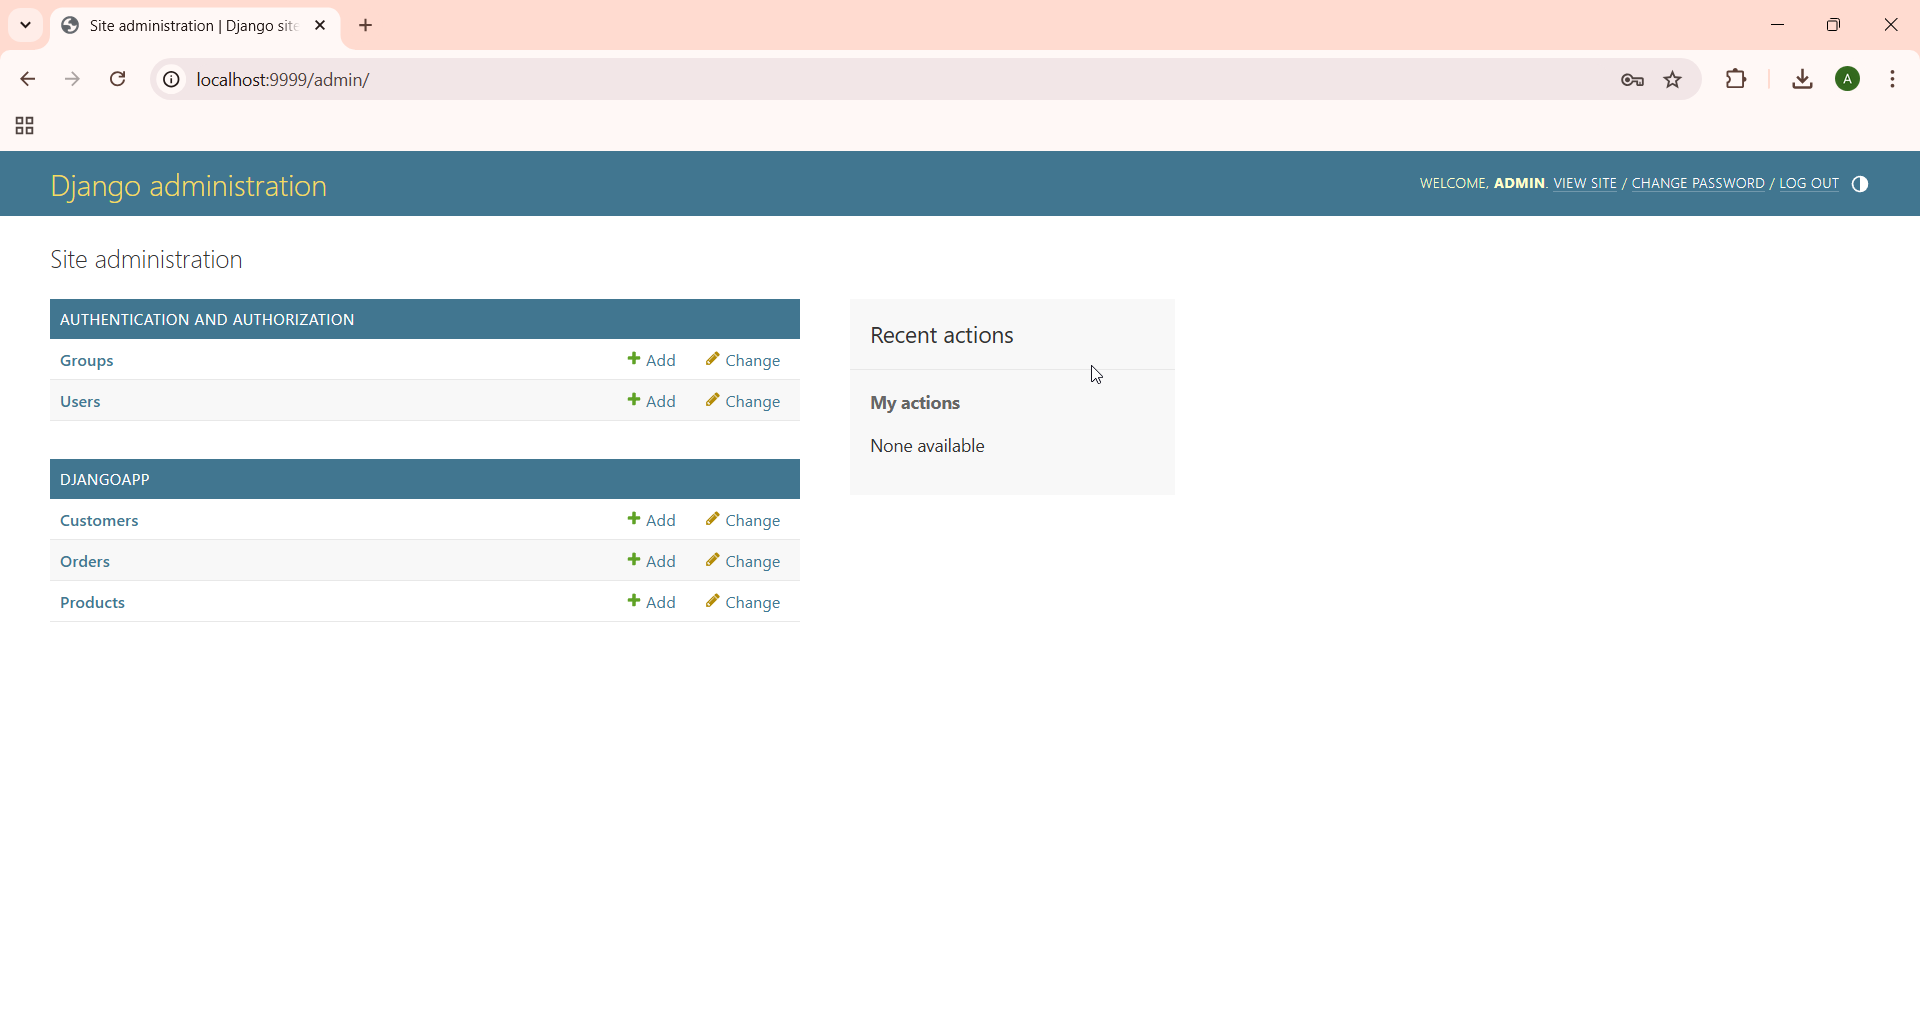 Site administration | Django site
localhost:9999/admin/
A
Django administration
WELCOME, ADMIN. VIEW SITE / CHANGE PASSWORD / LOG OUT
Site administration
AUTHENTICATION AND AUTHORIZATION
Groups Add Change
Users Add Change
DJANGOAPP
Customers Add Change
Orders Add Change
Products Add Change
Recent actions
My actions
None available